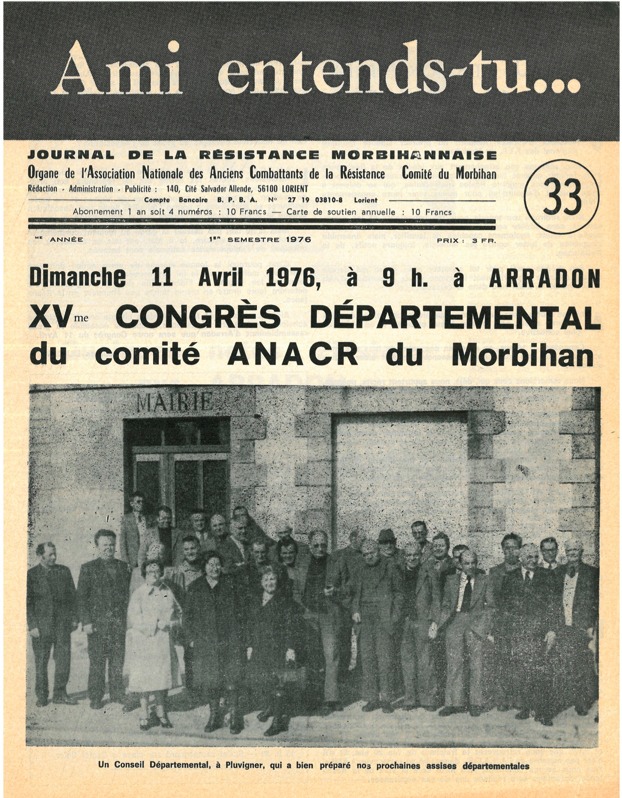 Ami entends-tu...
JOURNAL DE LA RÉSISTANCE MORBIHANNAISE
Organe de l'Association Nationale des Anciens Combattants de la Résistance Comité du Morbihan
Rédaction - Administration - Publicité : 140, Cité Salvador Allende, 56100 LORIENT
Compte Bancaire B. P. B. A. N° 27 19 03810-8 Lorient
Abonnement 1 an soit 4 numéros : 10 Francs — Carte de soutien annuelle : 10 Francs
33
ME ANNÉE 1ER SEMESTRE 1976 PRIX : 3 FR.
Dimanche 11 Avril 1976, à 9 h. à ARRADON
XVme CONGRÈS DÉPARTEMENTAL
du comité ANACR du Morbihan
MAIRIE
Un Conseil Départemental, à Pluvigner, qui a bien préparé nos prochaines assises départementales